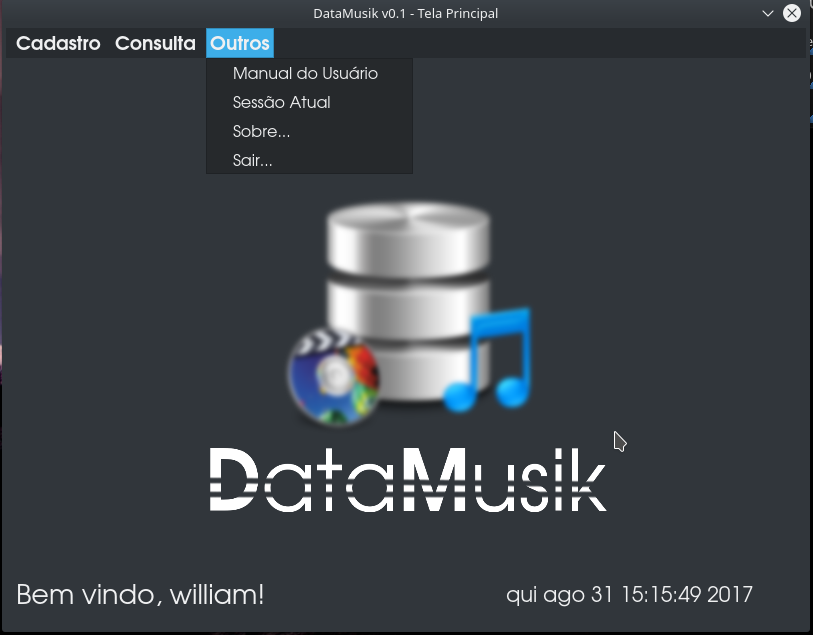 DataMusik v0.1 - Tela Principal
Cadastro Consulta Outros
Manual do Usuário
Sessão Atual
Sobre...
Sair...
DataMusik
Bem vindo, william!
qui ago 31 15:15:49 2017